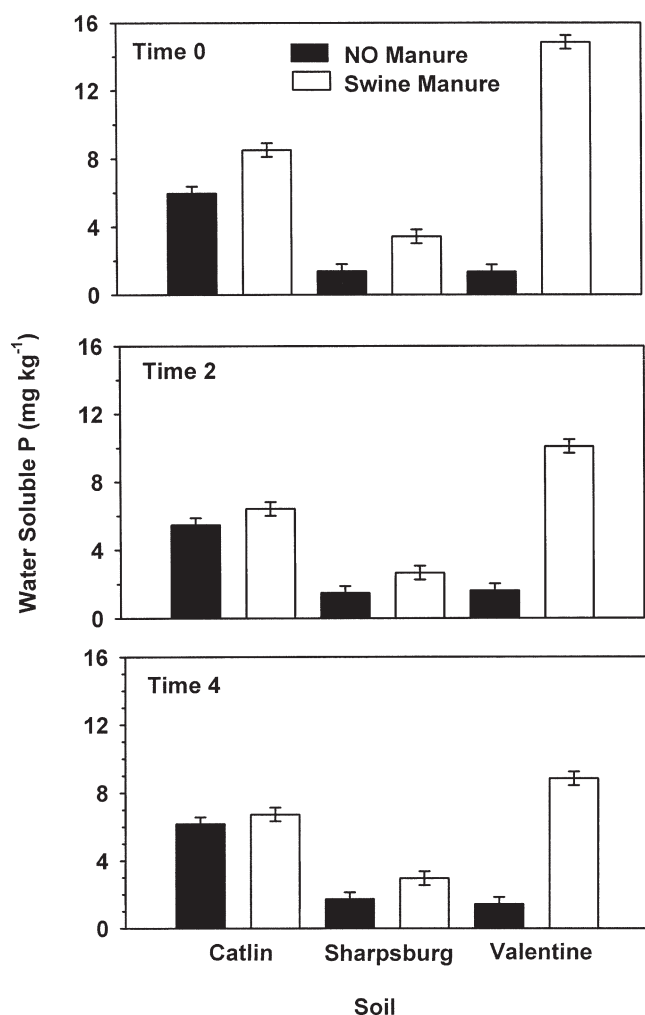 16
Time 0
NO Manure
Swine Manure
12
8
4
0
16
Time 2
12
8
4
0
Water Soluble P (mg kg-1)
16
Time 4
12
8
4
0
Catlin Sharpsburg Valentine
Soil